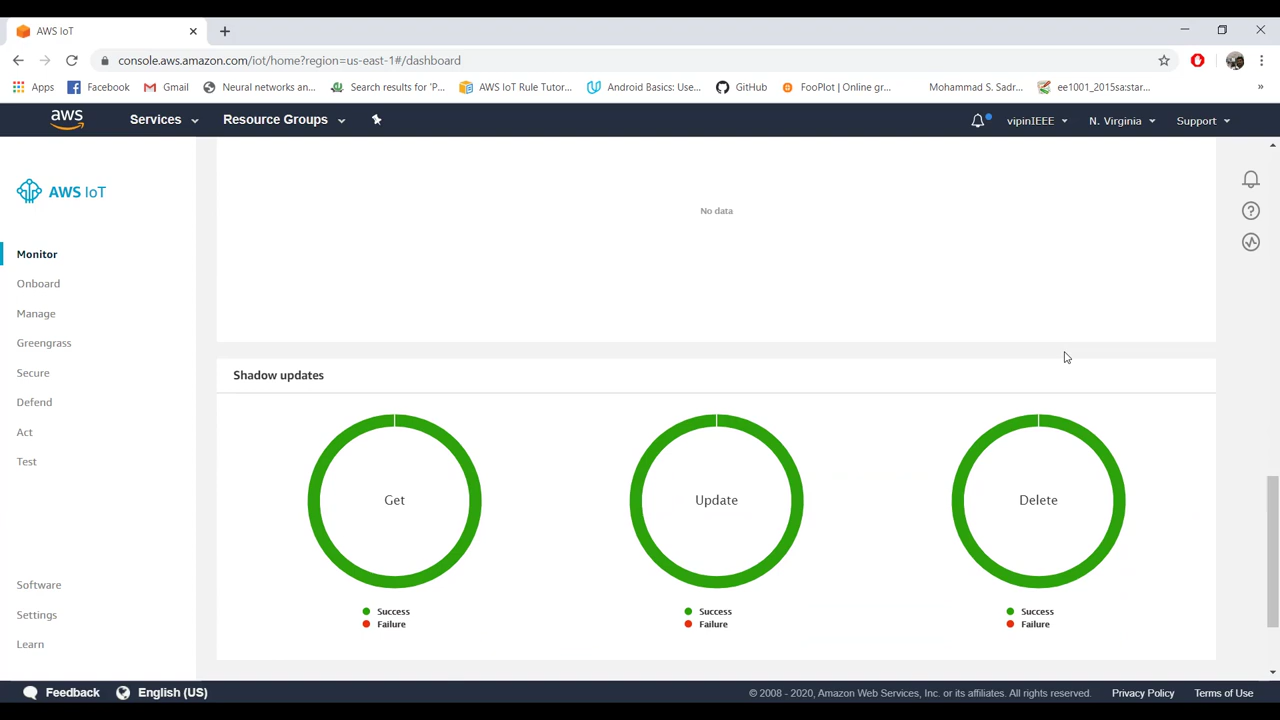 AWS IoT
console.aws.amazon.com/iot/home?region=us-east-1#/dashboard
Apps Facebook Gmail Neural networks an... Search results for 'P... AWS IoT Rule Tutor... Android Basics: Use... GitHub FooPlot | Online gr... Mohammad S. Sadr... ee1001_2015sa:star... »
aws Services Resource Groups vipinIEEE N. Virginia Support
AWS IoT
Monitor
Onboard
Manage
Greengrass
Secure
Defend
Act
Test
Software
Settings
Learn
No data
Shadow updates
Get Update Delete
Success Success Success
Failure Failure Failure
Feedback English (US) © 2008 - 2020, Amazon Web Services, Inc. or its affiliates. All rights reserved. Privacy Policy Terms of Use